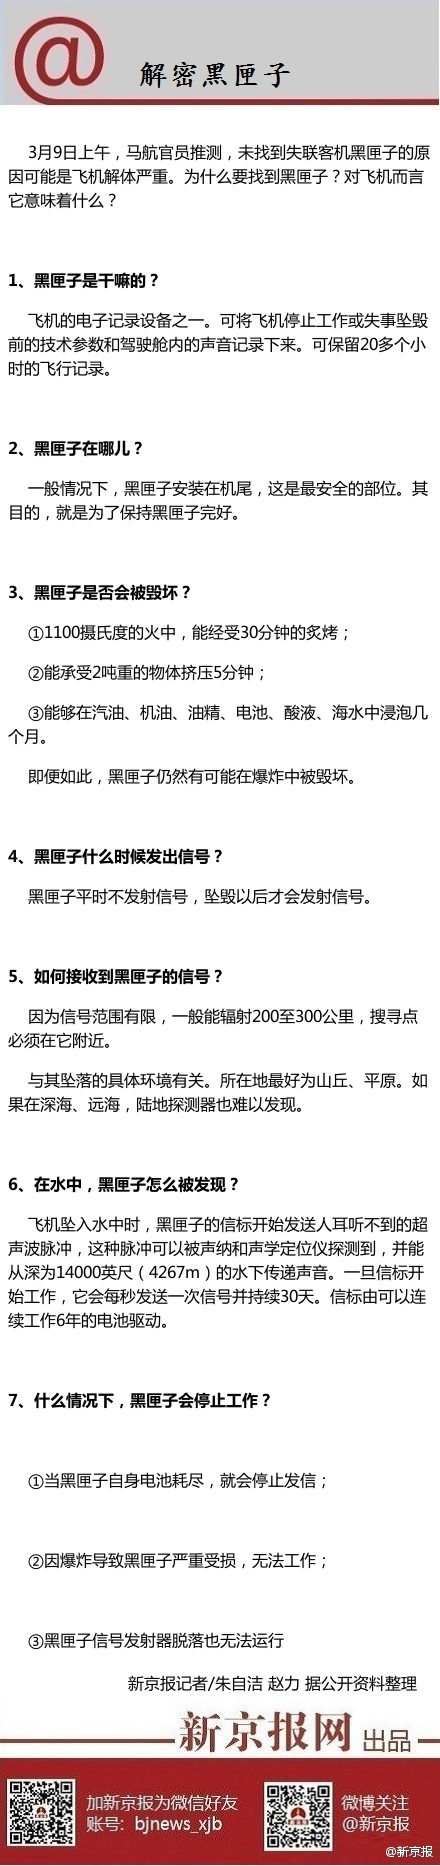 @
解密黑匣子
3月9日上午，马航官员推测，未找到失联客机黑匣子的原
因可能是飞机解体严重。为什么要找到黑匣子？对飞机而言
它意味着什么？
1、黑匣子是干嘛的？
飞机的电子记录设备之一。可将飞机停止工作或失事坠毁
前的技术参数和驾驶舱内的声音记录下来。可保留20多个小
时的飞行记录。
2、黑匣子在哪儿？
一般情况下，黑匣子安装在机尾，这是最安全的部位。其
目的，就是为了保持黑匣子完好。
3、黑匣子是否会被毁坏？
①1100摄氏度的火中，能经受30分钟的炙烤；
②能承受2吨重的物体挤压5分钟；
③能够在汽油、机油、油精、电池、酸液、海水中浸泡几
个月。
即便如此，黑匣子仍然有可能在爆炸中被毁坏。
4、黑匣子什么时候发出信号？
黑匣子平时不发射信号，坠毁以后才会发射信号。
5、如何接收到黑匣子的信号？
因为信号范围有限，一般能辐射200至300公里，搜寻点
必须在它附近。
与其坠落的具体环境有关。所在地最好为山丘、平原。如
果在深海、远海，陆地探测器也难以发现。
6、在水中，黑匣子怎么被发现？
飞机坠入水中时，黑匣子的信标开始发送人耳听不到的超
声波脉冲，这种脉冲可以被声纳和声学定位仪探测到，并能
从深为14000英尺（4267m）的水下传递声音。一旦信标开
始工作，它会每秒发送一次信号并持续30天。信标由可以连
续工作6年的电池驱动。
7、什么情况下，黑匣子会停止工作？
①当黑匣子自身电池耗尽，就会停止发信；
②因爆炸导致黑匣子严重受损，无法工作；
③黑匣子信号发射器脱落也无法运行
新京报记者/朱自洁 赵力 据公开资料整理
新京报网 出品
加新京报为微信好友
账号：bjnews_xjb
微博关注
@新京报
@新京报